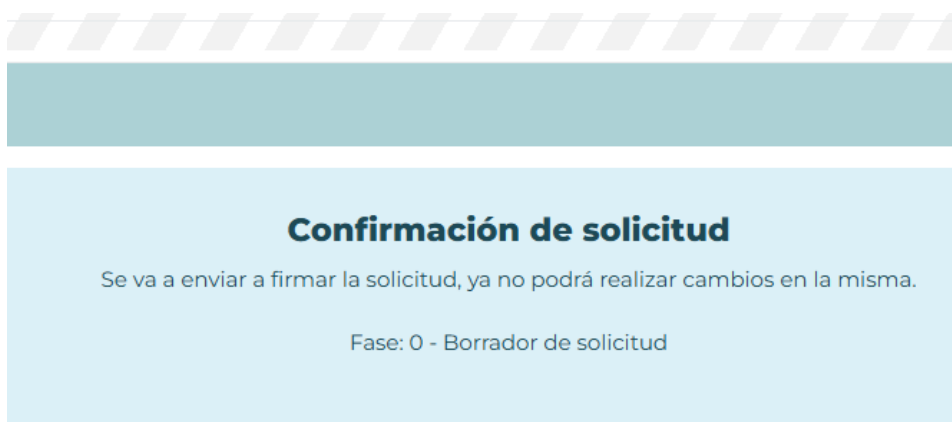 Confirmación de solicitud
Se va a enviar a firmar la solicitud, ya no podrá realizar cambios en la misma.
Fase: 0 - Borrador de solicitud